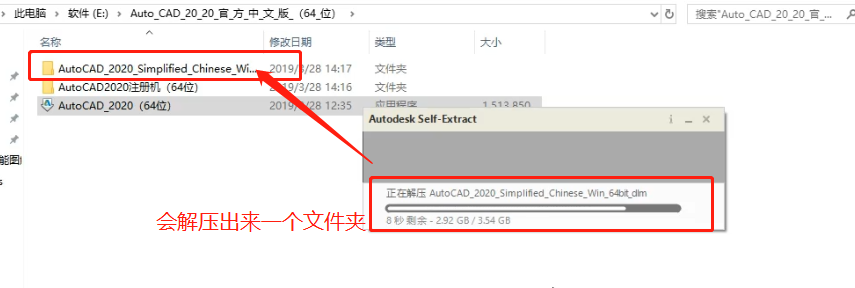 此电脑 > 软件 (E:) > Auto_CAD_20_20_官_方_中_文_版_ (64_位) >
搜索"Auto_CAD_20_20_官_...
名称 修改日期 类型 大小
AutoCAD_2020_Simplified_Chinese_Wi... 2019/3/28 14:17 文件夹
AutoCAD2020注册机 (64位) 2019/3/28 14:16 文件夹
AutoCAD_2020 (64位) 2019/3/28 12:35 应用程序 1,513,850
Autodesk Self-Extract
能图
s
正在解压 AutoCAD_2020_Simplified_Chinese_Win_64bit_dlm
8 秒 剩余 - 2.92 GB / 3.54 GB
会解压出来一个文件夹